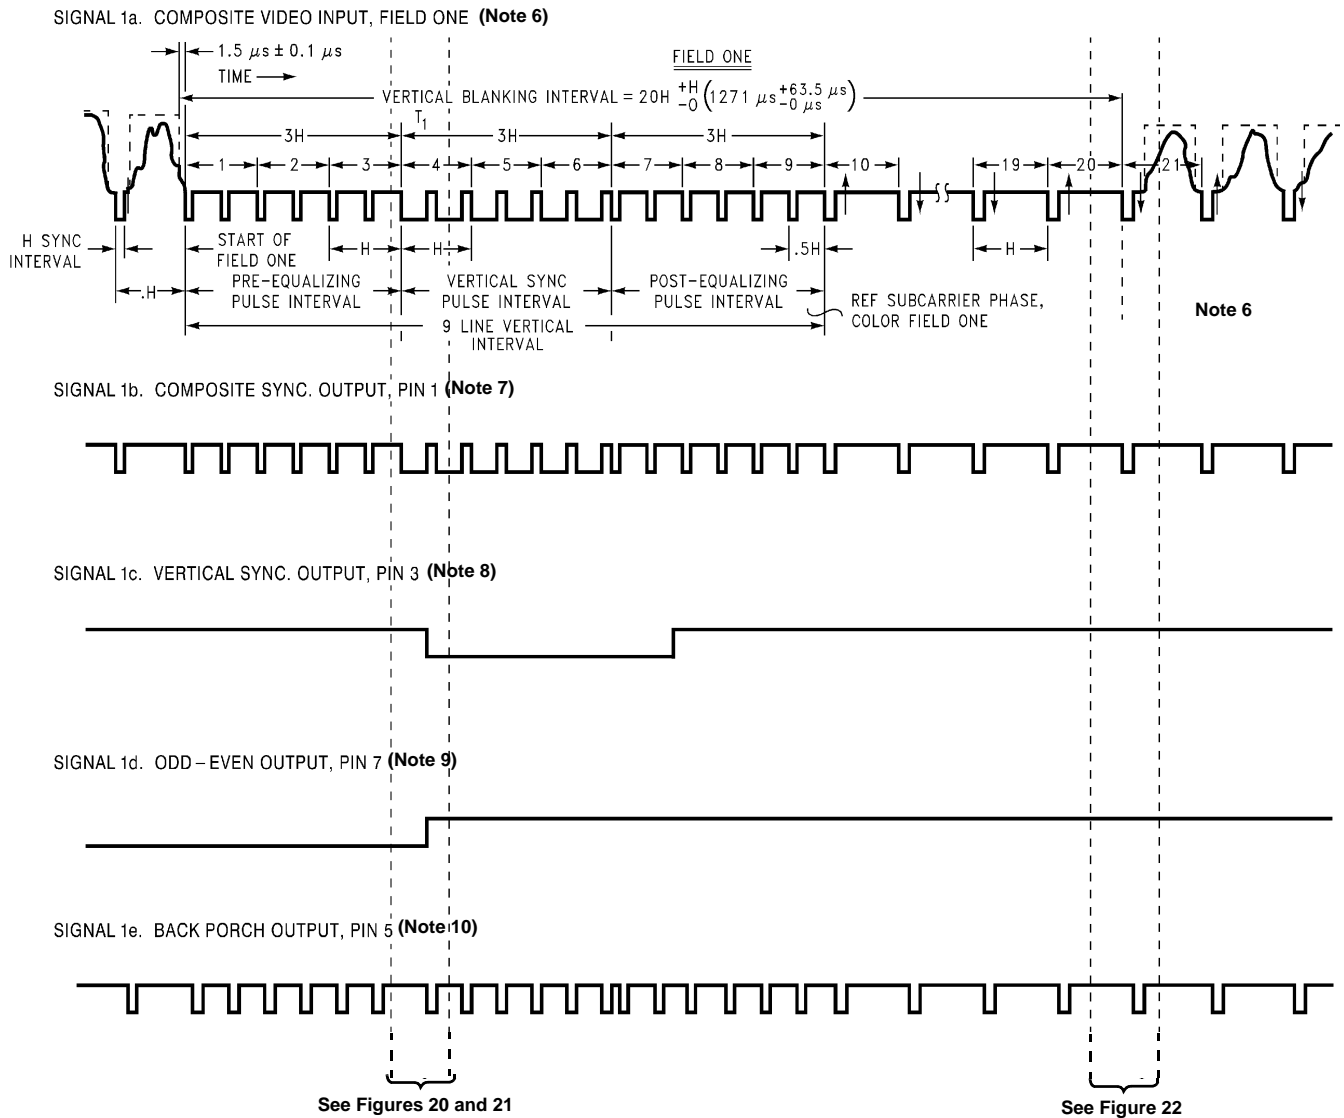 SIGNAL 1a. COMPOSITE VIDEO INPUT, FIELD ONE (Note 6)
1.5 µs ± 0.1 µs
TIME
FIELD ONE
VERTICAL BLANKING INTERVAL = 20H +H -0 (1271 µs +63.5 µs -0 µs)
T1
3H 3H 3H
1 2 3 4 5 6 7 8 9 10 19 20 21
H SYNC INTERVAL
START OF FIELD ONE
H H .5H H
.H
PRE-EQUALIZING PULSE INTERVAL
VERTICAL SYNC PULSE INTERVAL
POST-EQUALIZING PULSE INTERVAL
REF SUBCARRIER PHASE, COLOR FIELD ONE
Note 6
9 LINE VERTICAL INTERVAL
SIGNAL 1b. COMPOSITE SYNC. OUTPUT, PIN 1 (Note 7)
SIGNAL 1c. VERTICAL SYNC. OUTPUT, PIN 3 (Note 8)
SIGNAL 1d. ODD–EVEN OUTPUT, PIN 7 (Note 9)
SIGNAL 1e. BACK PORCH OUTPUT, PIN 5 (Note 10)
See Figures 20 and 21
See Figure 22